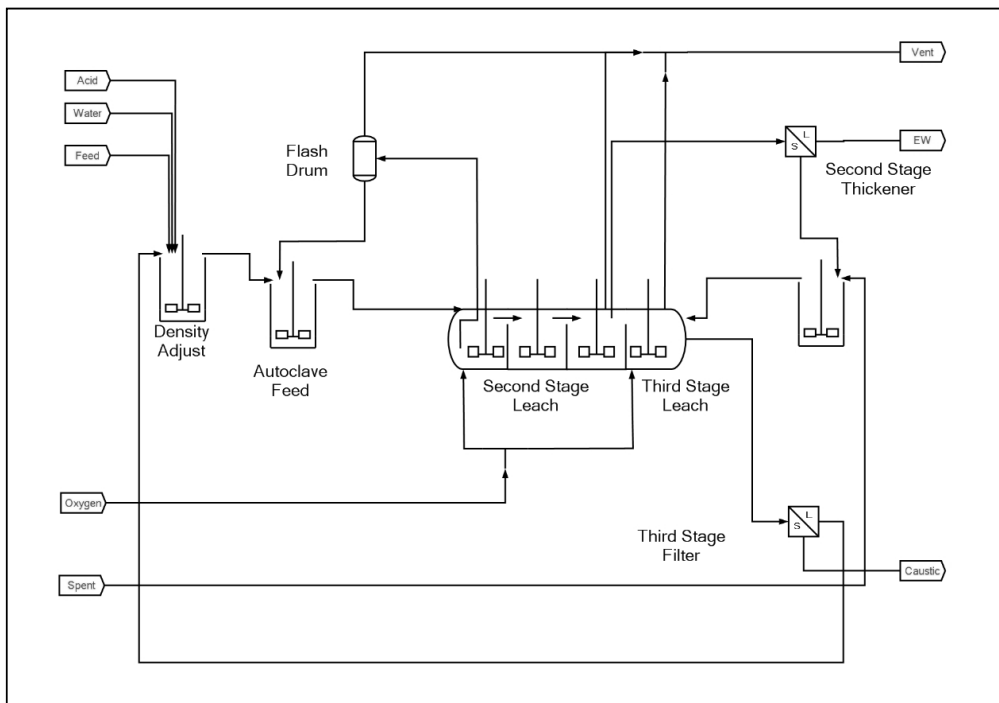 Acid
Vent
Water
EW
Feed
Flash
Drum
L
S
Second Stage
Thickener
Density
Adjust
Autoclave
Feed
Second Stage
Leach
Third Stage
Leach
Oxygen
Third Stage
Filter
L
S
Spent
Caustic